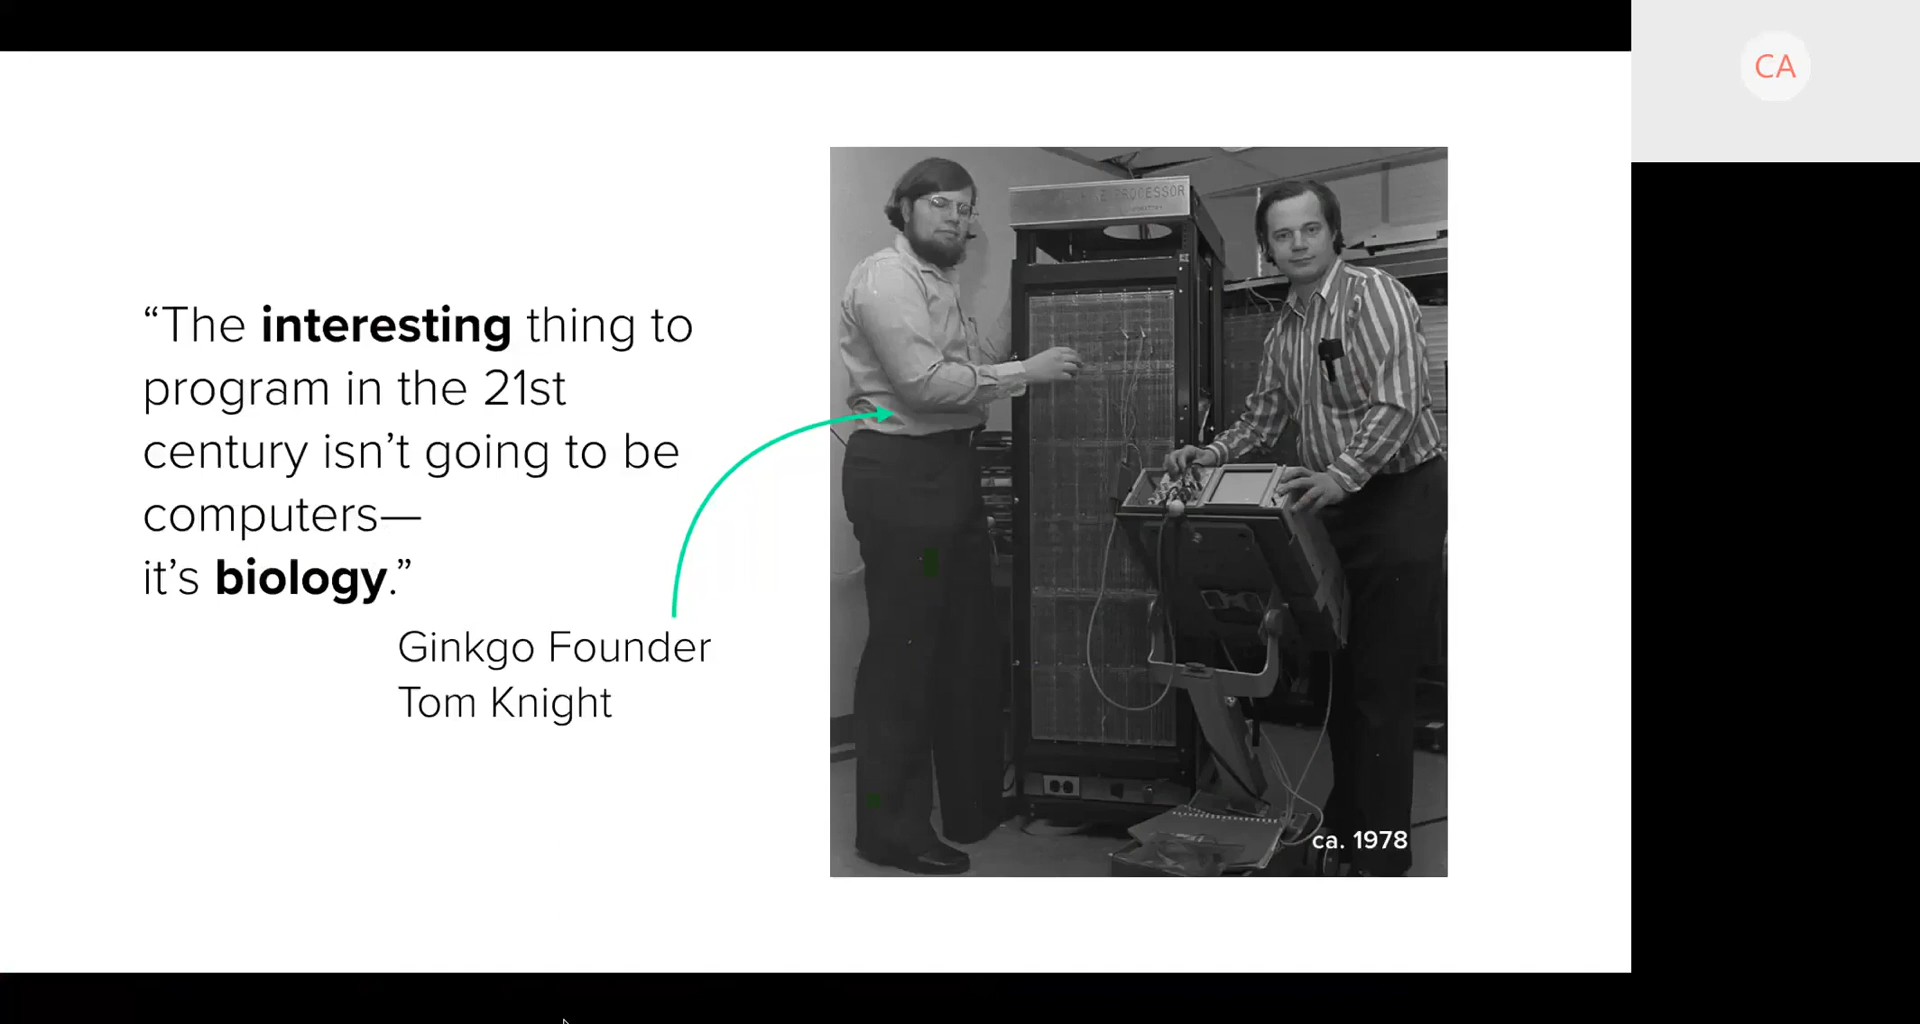 “The interesting thing to
program in the 21st
century isn’t going to be
computers—
it’s biology.”
Ginkgo Founder
Tom Knight
PROCESSOR
ca. 1978
CA